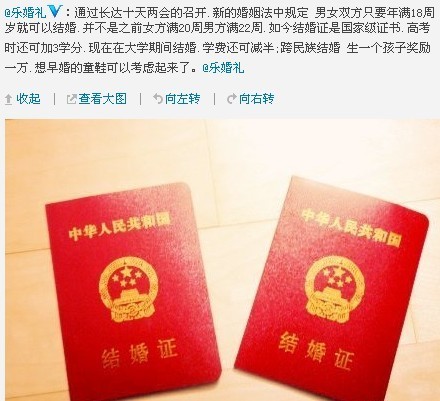 @乐婚礼V：通过长达十天两会的召开.新的婚姻法中规定 男女双方只要年满18周
岁就可以结婚.并不是之前女方满20周男方满22周.如今结婚证是国家级证书.高考
时还可加3学分.现在在大学期间结婚.学费还可减半;跨民族结婚 生一个孩子奖励
一万.想早婚的童鞋可以考虑起来了。@乐婚礼
收起 查看大图 向左转 向右转
中华人民共和国
结婚证
中华人民共和国
结婚证